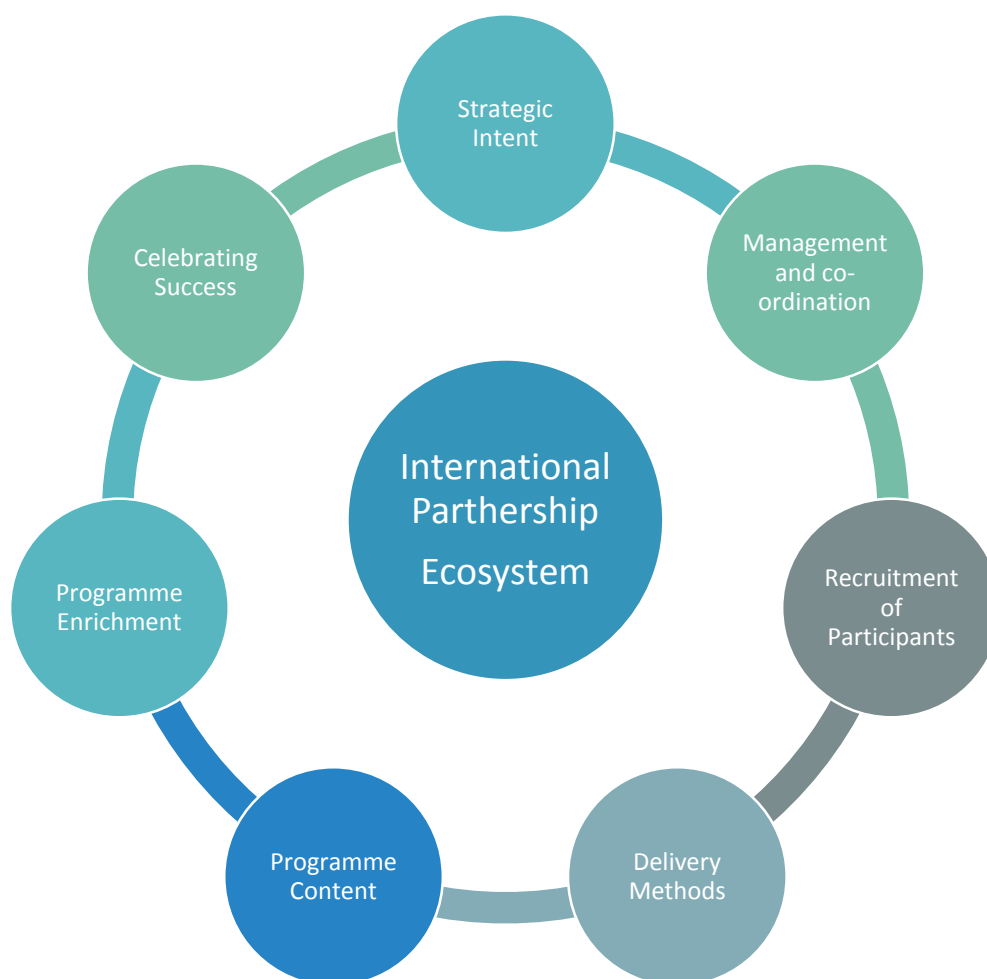 Strategic
Intent
Management
and co-
ordination
Recruitment
of
Participants
Delivery
Methods
Programme
Content
Programme
Enrichment
Celebrating
Success
International
Parthership
Ecosystem